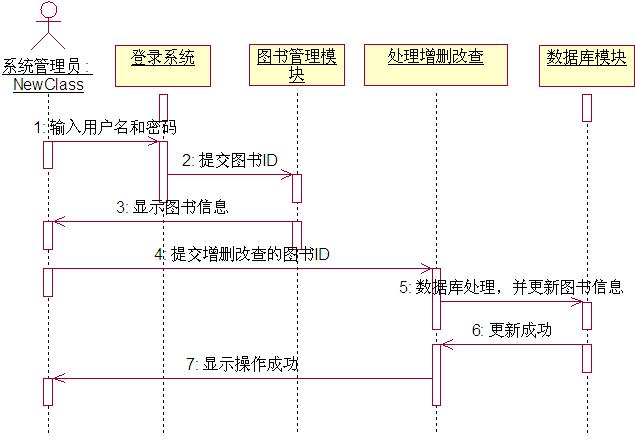 系统管理员 :
NewClass
登录系统
图书管理模
块
处理增删改查
数据库模块
1: 输入用户名和密码
2: 提交图书ID
3: 显示图书信息
4: 提交增删改查的图书ID
5: 数据库处理，并更新图书信息
6: 更新成功
7: 显示操作成功